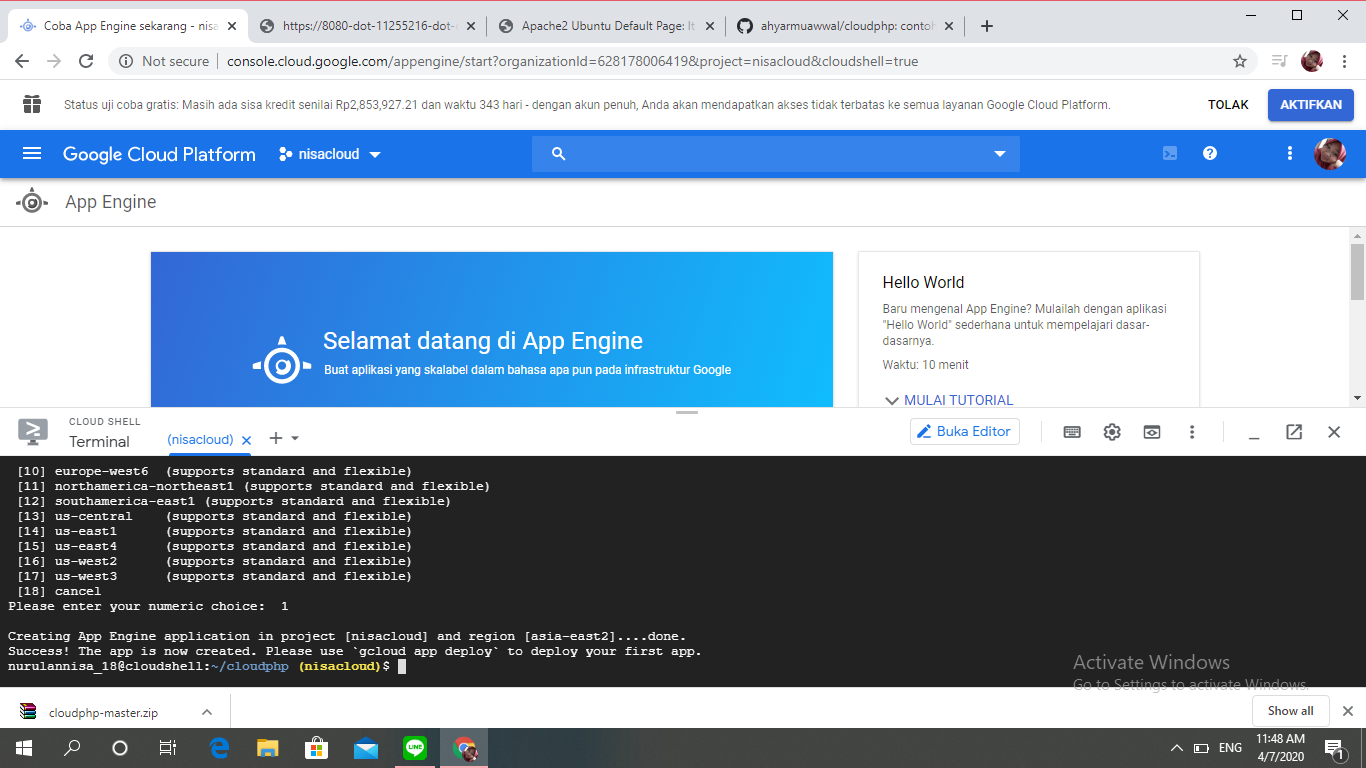 Coba App Engine sekarang - nisa
https://8080-dot-11255216-dot-
Apache2 Ubuntu Default Page: It
ahyarmuawwal/cloudphp: contoh
Not secure
console.cloud.google.com/appengine/start?organizationId=628178006419&project=nisacloud&cloudshell=true
Status uji coba gratis: Masih ada sisa kredit senilai Rp2,853,927.21 dan waktu 343 hari - dengan akun penuh, Anda akan mendapatkan akses tidak terbatas ke semua layanan Google Cloud Platform.
TOLAK
AKTIFKAN
Google Cloud Platform
nisacloud
App Engine
Selamat datang di App Engine
Buat aplikasi yang skalabel dalam bahasa apa pun pada infrastruktur Google
Hello World
Baru mengenal App Engine? Mulailah dengan aplikasi
"Hello World" sederhana untuk mempelajari dasar-
dasarnya.
Waktu: 10 menit
MULAI TUTORIAL
CLOUD SHELL
Terminal
(nisacloud)
Buka Editor
[10] europe-west6  (supports standard and flexible)
[11] northamerica-northeast1 (supports standard and flexible)
[12] southamerica-east1 (supports standard and flexible)
[13] us-central    (supports standard and flexible)
[14] us-east1      (supports standard and flexible)
[15] us-east4      (supports standard and flexible)
[16] us-west2      (supports standard and flexible)
[17] us-west3      (supports standard and flexible)
[18] cancel
Please enter your numeric choice:  1
Creating App Engine application in project [nisacloud] and region [asia-east2]....done.
Success! The app is now created. Please use `gcloud app deploy` to deploy your first app.
nurulannisa_18@cloudshell:~/cloudphp (nisacloud)$
Activate Windows
Go to Settings to activate Windows.
cloudphp-master.zip
Show all
LINE
ENG
11:48 AM
4/7/2020
1